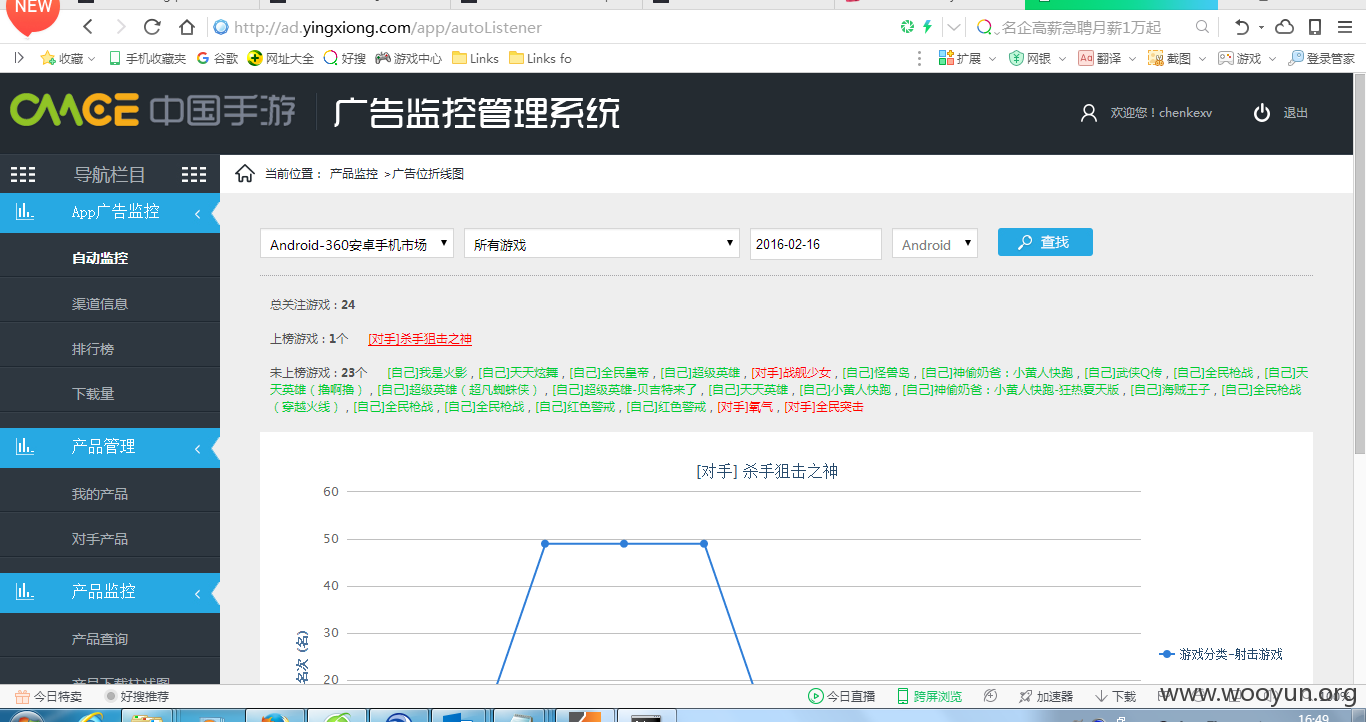 NEW
http://ad.yingxiong.com/app/autoListener
名企高薪急聘月薪1万起
收藏 手机收藏夹 谷歌 网址大全 好搜 游戏中心 Links Links fo 扩展 网银 翻译 截图 游戏 登录管家
CMGE 中国手游 广告监控管理系统 欢迎您！chenkexv 退出
导航栏目 当前位置： 产品监控 >广告位折线图
App广告监控
自动监控
渠道信息
排行榜
下载量
产品管理
我的产品
对手产品
产品监控
产品查询
产品下载柱状图
Android-360安卓手机市场 所有游戏 2016-02-16 Android 查找
总关注游戏：24
上榜游戏：1个 [对手]杀手狙击之神
未上榜游戏：23个 [自己]我是火影 , [自己]天天炫舞 , [自己]全民皇帝 , [自己]超级英雄 , [对手]战舰少女 , [自己]怪兽岛 , [自己]神偷奶爸：小黄人快跑 , [自己]武侠Q传 , [自己]全民枪战 , [自己]天
天英雄（撸啊撸） , [自己]超级英雄（超凡蜘蛛侠） , [自己]超级英雄-贝吉特来了 , [自己]天天英雄 , [自己]小黄人快跑 , [自己]神偷奶爸：小黄人快跑-狂热夏天版 , [自己]海贼王子 , [自己]全民枪战
（穿越火线） , [自己]全民枪战 , [自己]全民枪战 , [自己]红色警戒 , [自己]红色警戒 , [对手]氧气 , [对手]全民突击
[对手] 杀手狙击之神
60
50
40
30
20
名次（名）
游戏分类-射击游戏
今日特卖 好搜推荐 今日直播 跨屏浏览 加速器 下载
www.wooyun.org
16:49